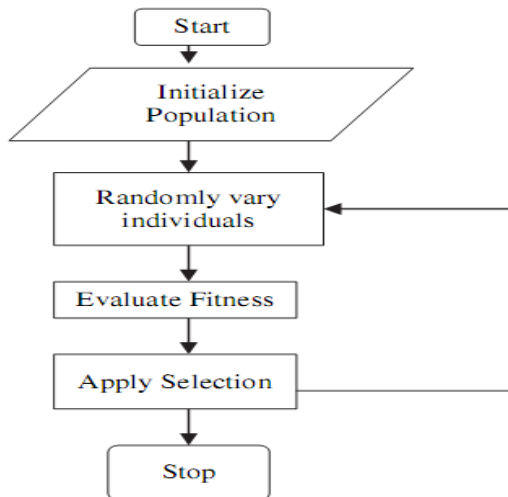 Start
Initialize
Population
Randomly vary
individuals
Evaluate Fitness
Apply Selection
Stop